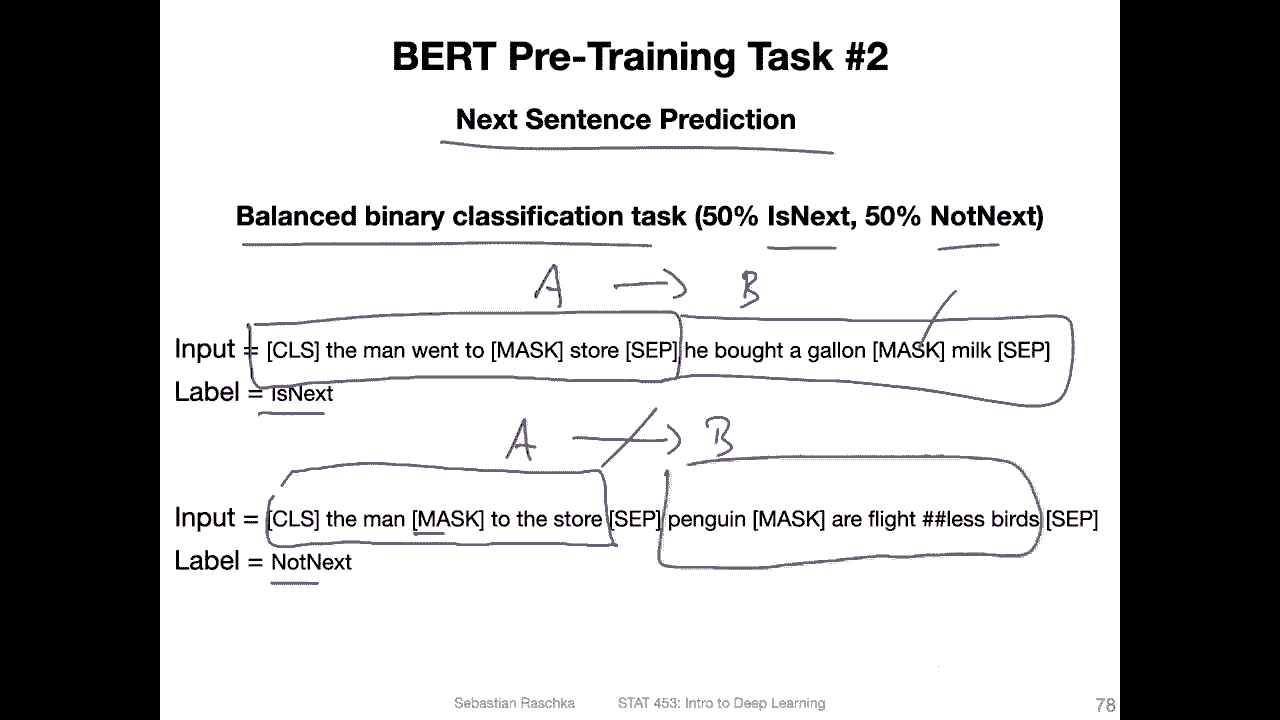 BERT Pre-Training Task #2
Next Sentence Prediction
Balanced binary classification task (50% IsNext, 50% NotNext)
A → B
Input = [CLS] the man went to [MASK] store [SEP] he bought a gallon [MASK] milk [SEP]
Label = IsNext
A → B
Input = [CLS] the man [MASK] to the store [SEP] penguin [MASK] are flight ##less birds [SEP]
Label = NotNext
Sebastian Raschka STAT 453: Intro to Deep Learning 78